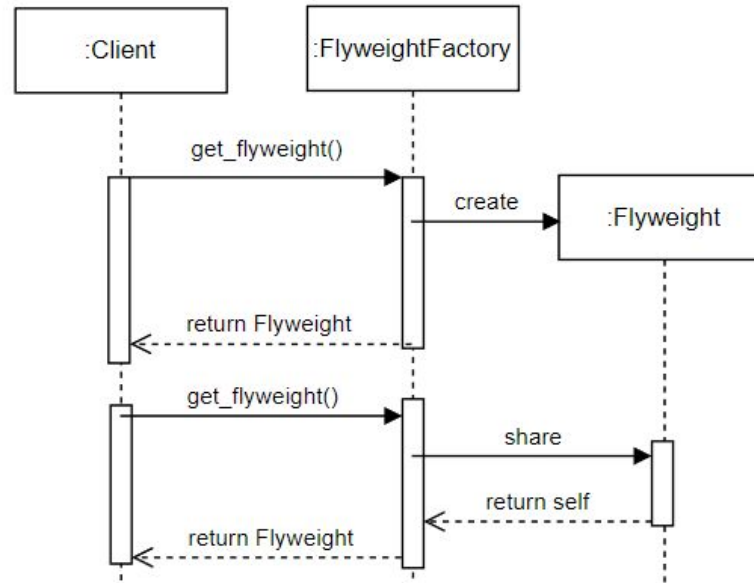 :Client
:FlyweightFactory
get_flyweight()
create
:Flyweight
return Flyweight
get_flyweight()
share
return self
return Flyweight